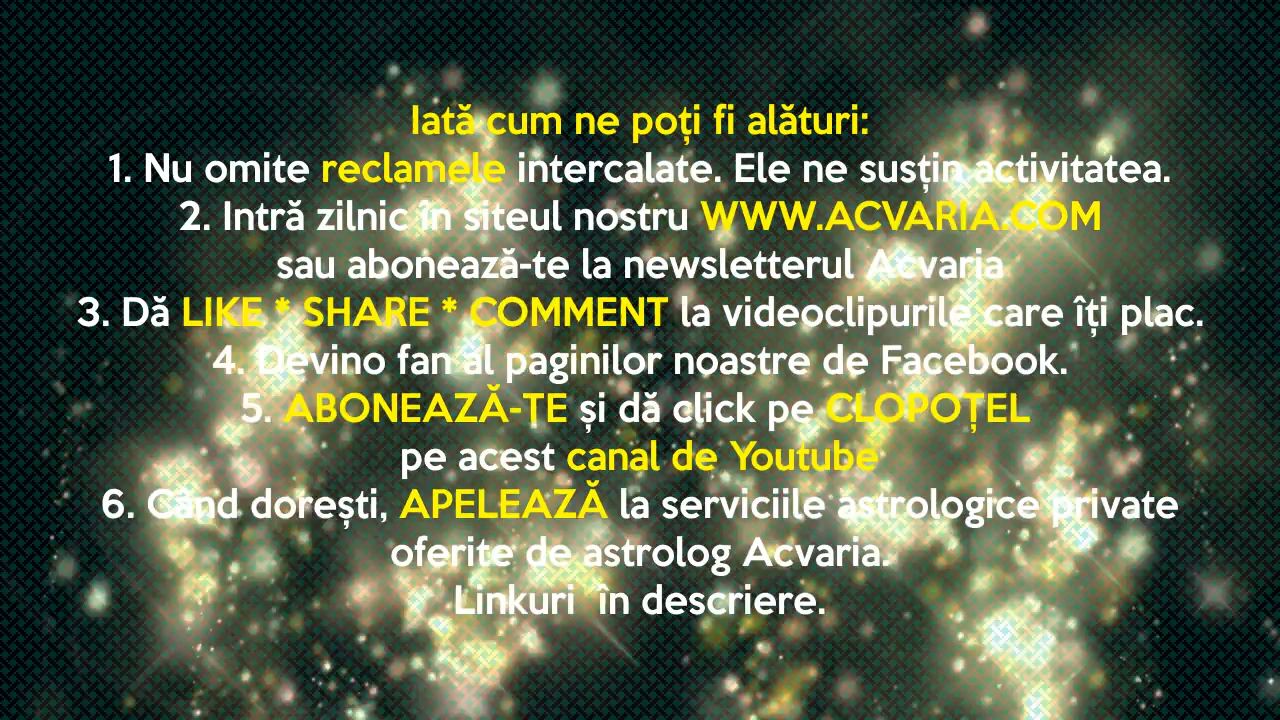 Iată cum ne poți fi alături:
1. Nu omite reclamele intercalate. Ele ne susțin activitatea.
2. Intră zilnic în siteul nostru WWW.ACVARIA.COM
sau abonează-te la newsletterul Acvaria
3. Dă LIKE * SHARE * COMMENT la videoclipurile care îți plac.
4. Devino fan al paginilor noastre de Facebook.
5. ABONEAZĂ-TE și dă click pe CLOPOȚEL
pe acest canal de Youtube
6. Când dorești, APELEAZĂ la serviciile astrologice private
oferite de astrolog Acvaria.
Linkuri  în descriere.